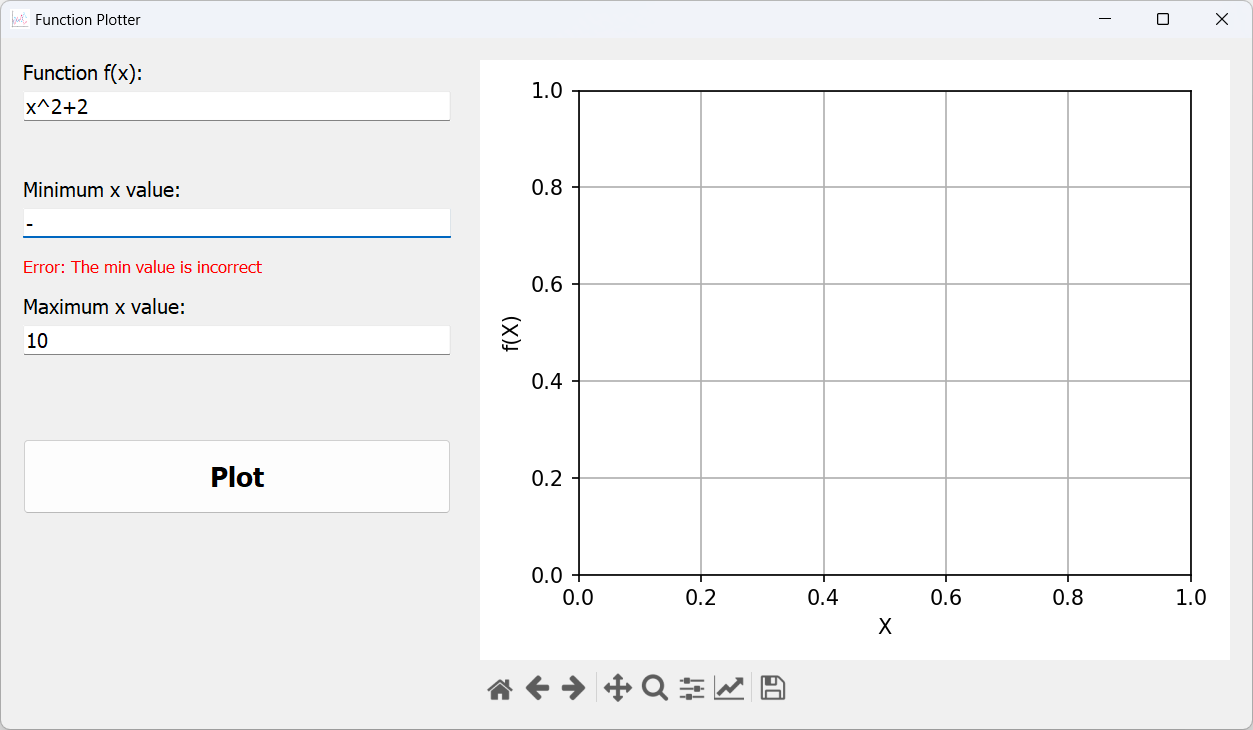 Function Plotter
Function f(x):
x^2+2
Minimum x value:
-
Error: The min value is incorrect
Maximum x value:
10
Plot
1.0
0.8
0.6
0.4
0.2
0.0
f(X)
0.0 0.2 0.4 0.6 0.8 1.0
X